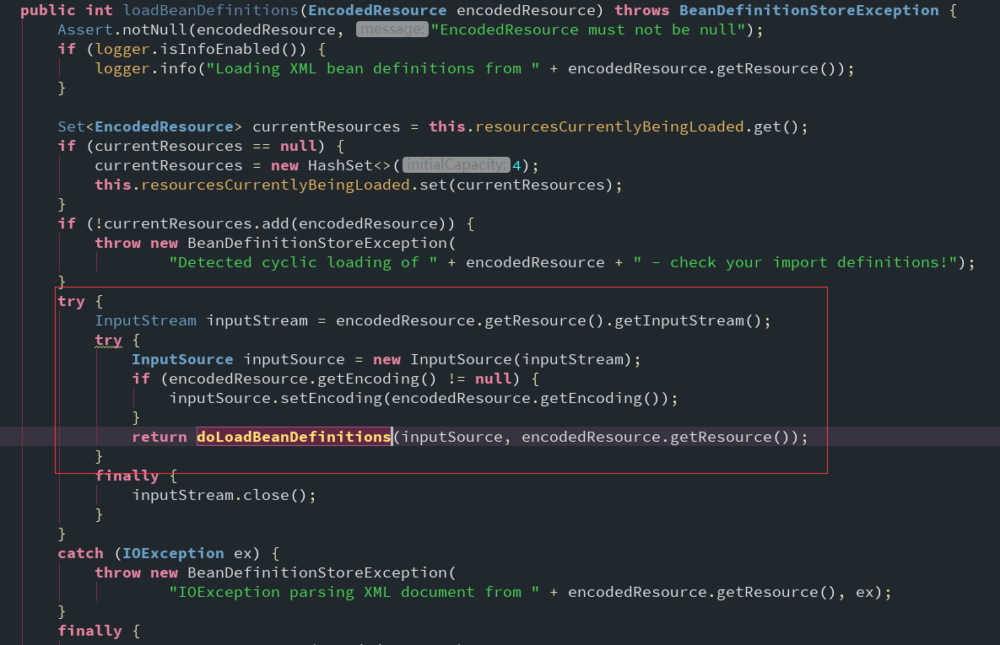 public int loadBeanDefinitions(EncodedResource encodedResource) throws BeanDefinitionStoreException {
    Assert.notNull(encodedResource, message: "EncodedResource must not be null");
    if (logger.isInfoEnabled()) {
        logger.info("Loading XML bean definitions from " + encodedResource.getResource());
    }

    Set<EncodedResource> currentResources = this.resourcesCurrentlyBeingLoaded.get();
    if (currentResources == null) {
        currentResources = new HashSet<>( initialCapacity: 4);
        this.resourcesCurrentlyBeingLoaded.set(currentResources);
    }
    if (!currentResources.add(encodedResource)) {
        throw new BeanDefinitionStoreException(
                "Detected cyclic loading of " + encodedResource + " - check your import definitions!");
    }
    try {
        InputStream inputStream = encodedResource.getResource().getInputStream();
        try {
            InputSource inputSource = new InputSource(inputStream);
            if (encodedResource.getEncoding() != null) {
                inputSource.setEncoding(encodedResource.getEncoding());
            }
            return doLoadBeanDefinitions(inputSource, encodedResource.getResource());
        }
        finally {
            inputStream.close();
        }
    }
    catch (IOException ex) {
        throw new BeanDefinitionStoreException(
                "IOException parsing XML document from " + encodedResource.getResource(), ex);
    }
    finally {